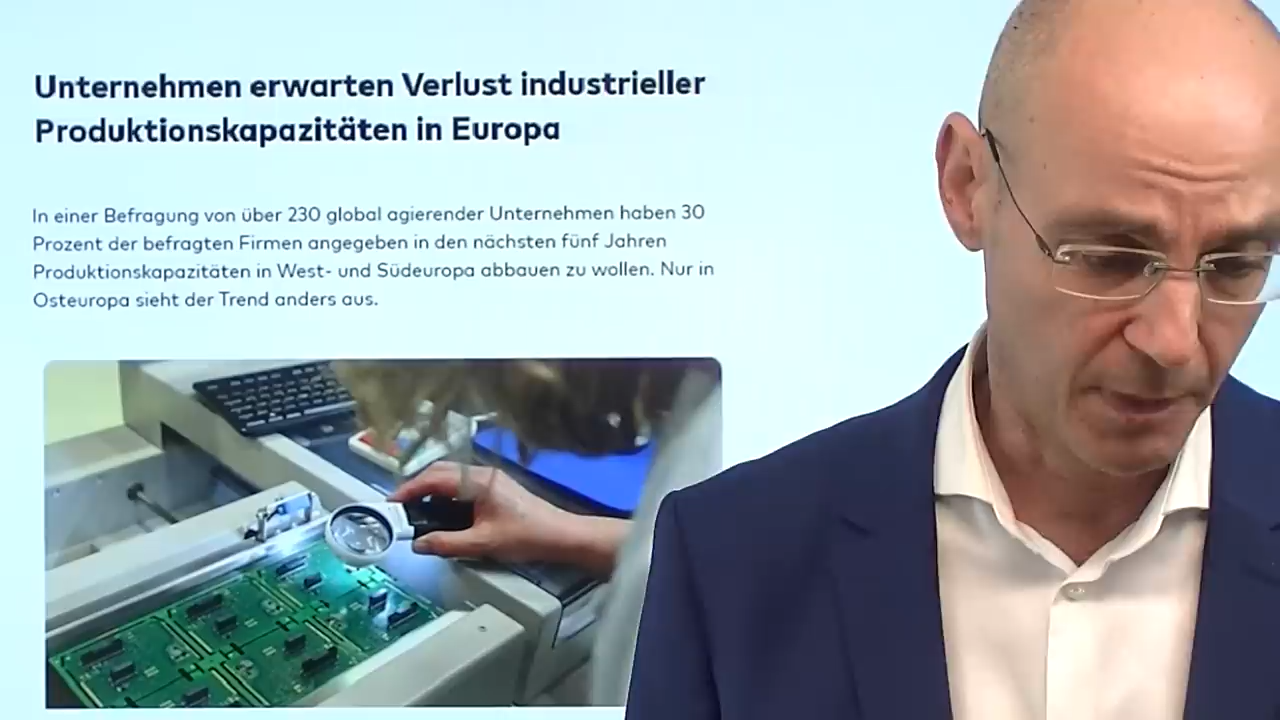 Unternehmen erwarten Verlust industrieller
Produktionskapazitäten in Europa
In einer Befragung von über 230 global agierender Unternehmen haben 30
Prozent der befragten Firmen angegeben in den nächsten fünf Jahren
Produktionskapazitäten in West- und Südeuropa abbauen zu wollen. Nur in
Osteuropa sieht der Trend anders aus.